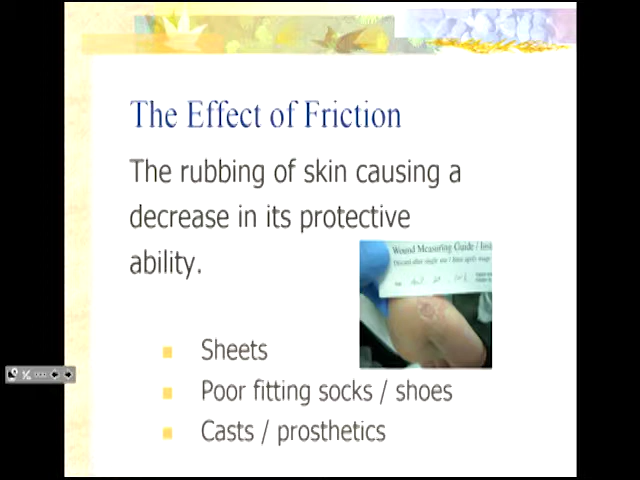 The Effect of Friction
The rubbing of skin causing a
decrease in its protective
ability.
Wound Measuring Guide /
Sheets
Poor fitting socks / shoes
Casts / prosthetics